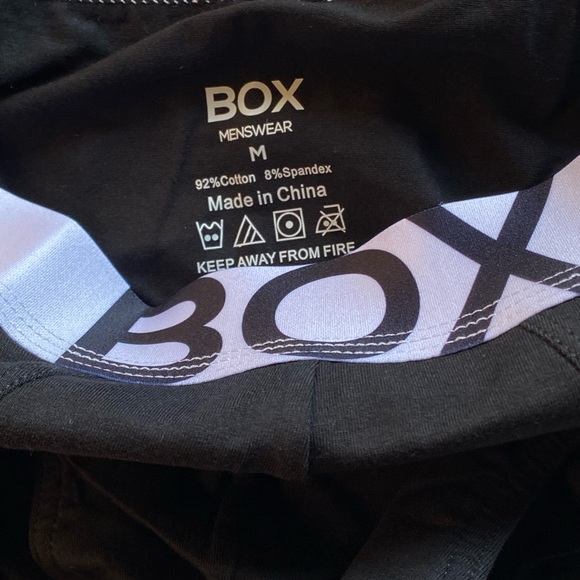 BOX
MENSWEAR
M
92%Cotton 8%Spandex
Made in China
KEEP AWAY FROM FIRE
BOX